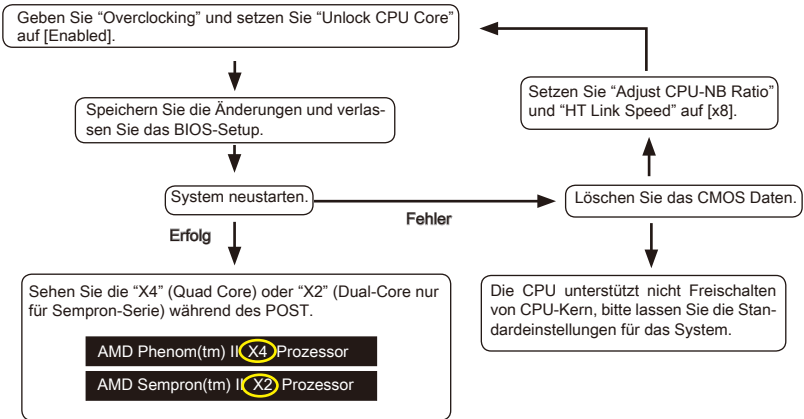 Geben Sie “Overclocking” und setzen Sie “Unlock CPU Core”
auf [Enabled].
Speichern Sie die Änderungen und verlas-
sen Sie das BIOS-Setup.
System neustarten.
Erfolg
Fehler
Sehen Sie die “X4” (Quad Core) oder “X2” (Dual-Core nur
für Sempron-Serie) während des POST.
AMD Phenom(tm) II X4 Prozessor
AMD Sempron(tm) II X2 Prozessor
Setzen Sie “Adjust CPU-NB Ratio”
und “HT Link Speed” auf [x8].
Löschen Sie das CMOS Daten.
Die CPU unterstützt nicht Freischalten
von CPU-Kern, bitte lassen Sie die Stan-
dardeinstellungen für das System.